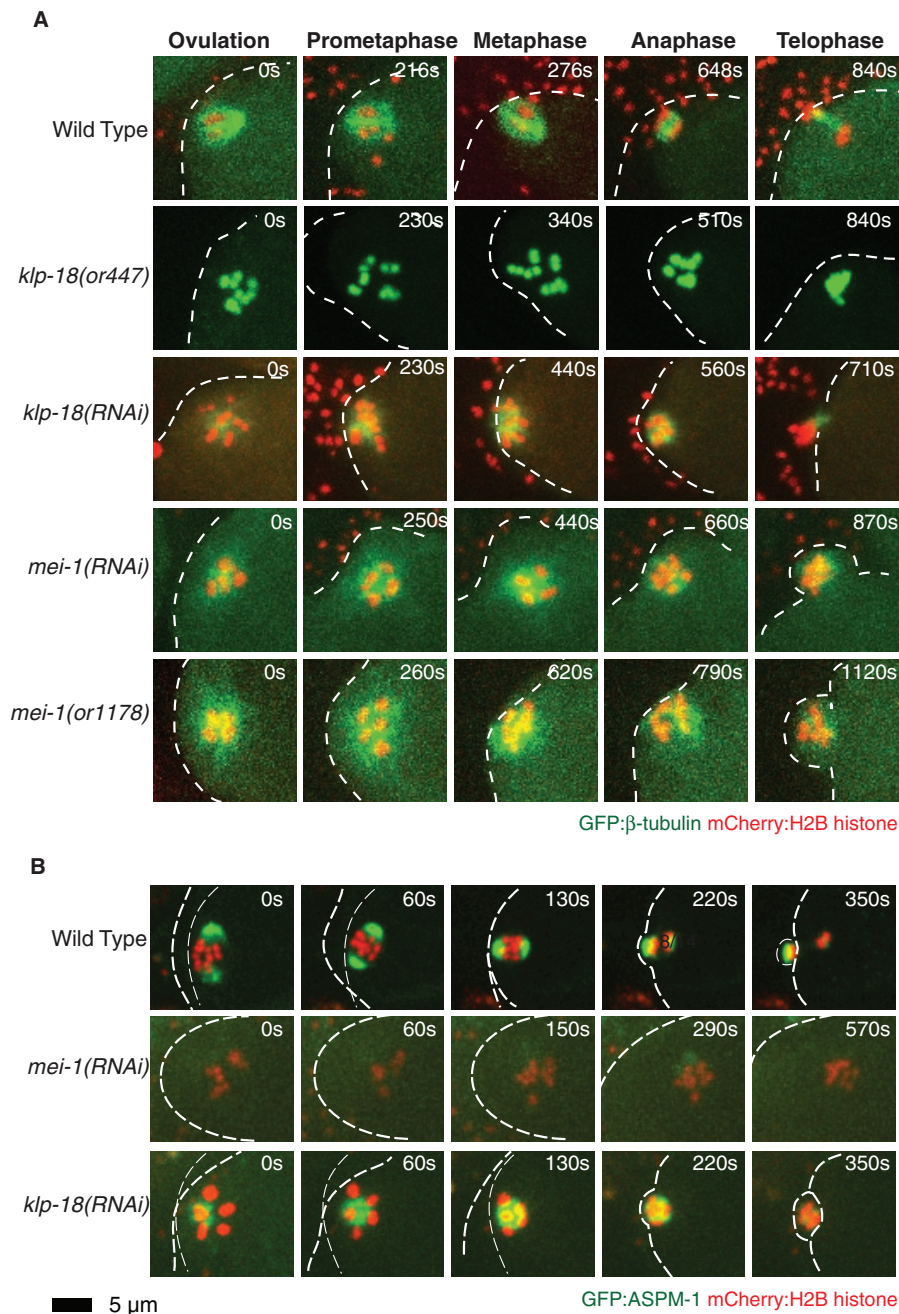 A
Ovulation Prometaphase Metaphase Anaphase Telophase
Wild Type 0s 216s 276s 648s 840s
klp-18(or447) 0s 230s 340s 510s 840s
klp-18(RNAi) 0s 230s 440s 560s 710s
mei-1(RNAi) 0s 250s 440s 660s 870s
mei-1(or1178) 0s 260s 620s 790s 1120s
GFP:β-tubulin mCherry:H2B histone
B
Wild Type 0s 60s 130s 220s 350s
mei-1(RNAi) 0s 60s 150s 290s 570s
klp-18(RNAi) 0s 60s 130s 220s 350s
5 µm GFP:ASPM-1 mCherry:H2B histone